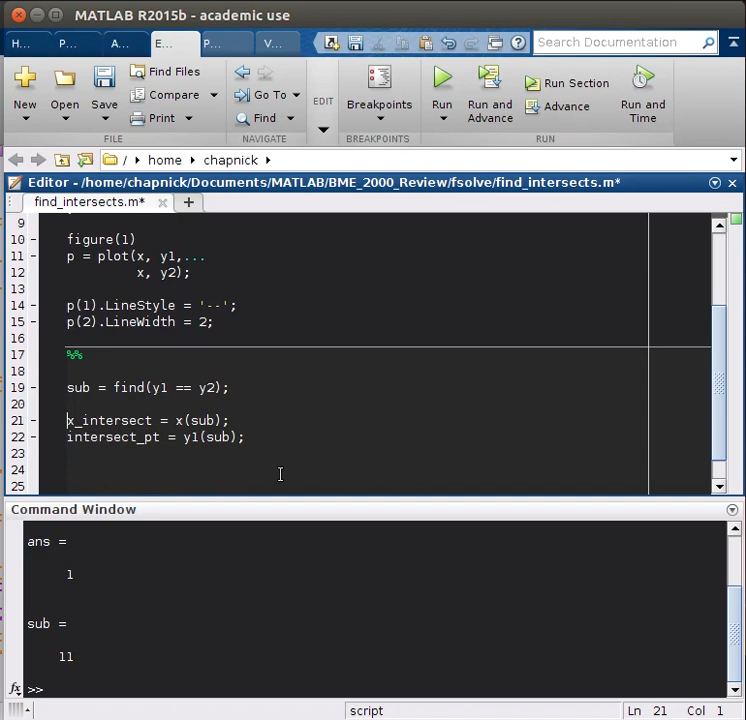 MATLAB R2015b - academic use
H... P... A... E... P... V... Search Documentation
New Open Save Find Files Compare Print Go To Find EDIT Breakpoints Run Run and Advance Run Section Advance Run and Time
FILE NAVIGATE BREAKPOINTS RUN
/ home chapnick
Editor - /home/chapnick/Documents/MATLAB/BME_2000_Review/fsolve/find_intersects.m*
find_intersects.m*
9
10 - figure(1)
11 - p = plot(x, y1,...
12 - x, y2);
13
14 - p(1).LineStyle = '--';
15 - p(2).LineWidth = 2;
16
17 %%
18
19 - sub = find(y1 == y2);
20
21 - x_intersect = x(sub);
22 - intersect_pt = y1(sub);
23
24
25
Command Window
ans =
1
sub =
11
fx >>
script Ln 21 Col 1